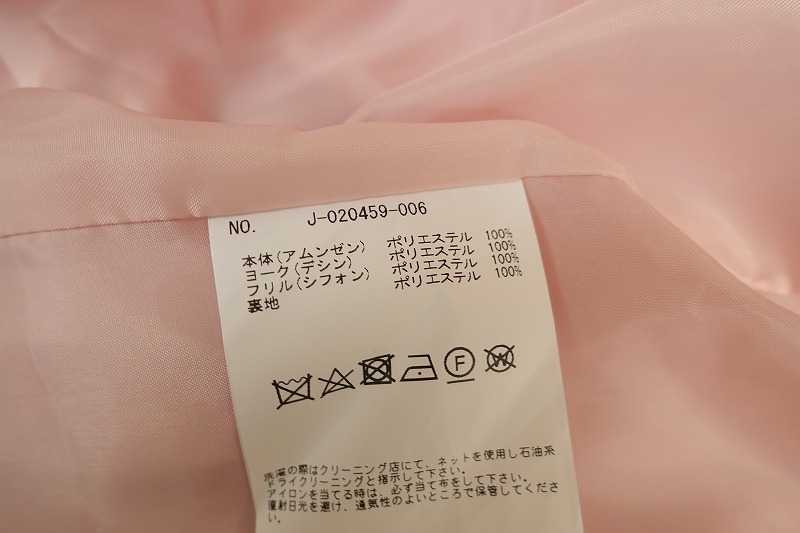 NO. J-020459-006
本体(アムンゼン) ポリエステル 100%
ヨーク(デシン) ポリエステル 100%
フリル(シフォン) ポリエステル 100%
裏地 ポリエステル 100%
F
W
洗濯の際はクリーニング店にて、ネットを使用し石油系
ドライクリーニングと指示して下さい。
アイロンを当てる時は、必ず当て布をして下さい。
直射日光を避け、通気性のよいところで保管してくださ
い。